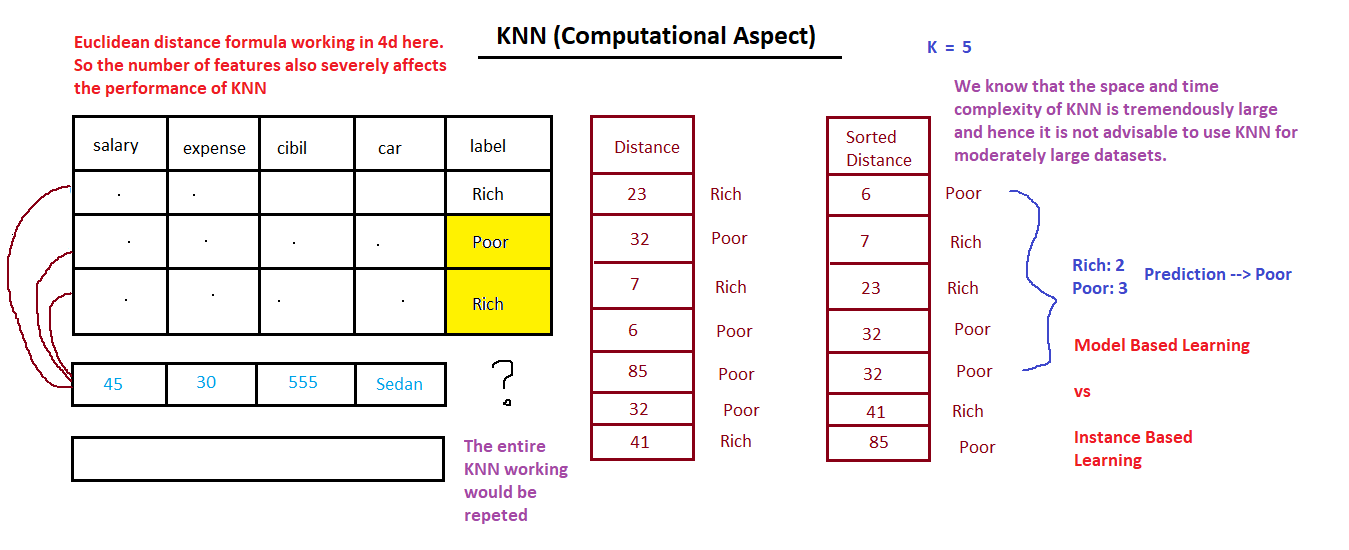 KNN (Computational Aspect)
Euclidean distance formula working in 4d here.
So the number of features also severely affects
the performance of KNN
K = 5
We know that the space and time
complexity of KNN is tremendously large
and hence it is not advisable to use KNN for
moderately large datasets.
salary expense cibil car label
Rich
Poor
Rich
45 30 555 Sedan ?
The entire
KNN working
would be
repeted
Distance
23 Rich
32 Poor
7 Rich
6 Poor
85 Poor
32 Poor
41 Rich
Sorted
Distance
6 Poor
7 Rich
23 Rich
32 Poor
32 Poor
41 Rich
85 Poor
Rich: 2
Poor: 3
Prediction --> Poor
Model Based Learning
vs
Instance Based
Learning